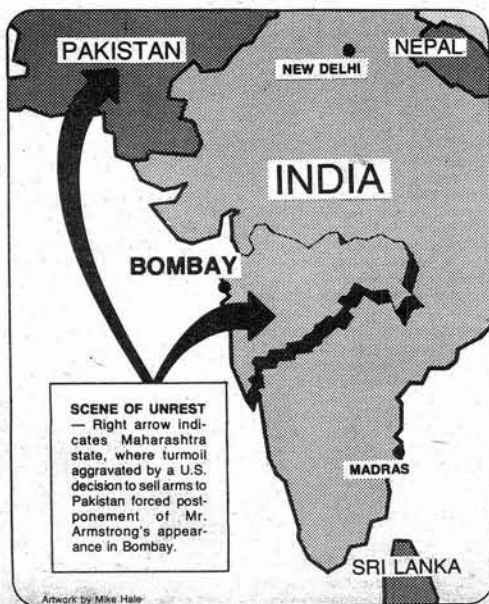 PAKISTAN
NEPAL
NEW DELHI
INDIA
BOMBAY
SCENE OF UNREST
— Right arrow indi-
cates Maharashtra
state, where turmoil
aggravated by a U.S.
decision to sell arms to
Pakistan forced post-
ponement of Mr.
Armstrong's appear-
ance in Bombay.
MADRAS
SRI LANKA
Artwork by Mike Hale